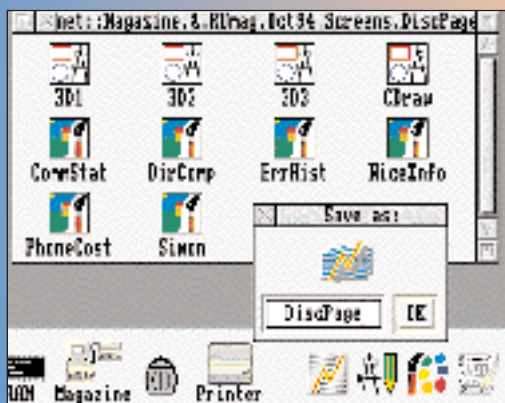 net::Magazine.$.RUmag.Oct94.Screens.DiscPage
3D1 3D2 3D3 CDraw
CommStat DirComp ErrHist NiceInfo
PhoneCost Simon
Save as:
DiscPage OK
Magazine Printer